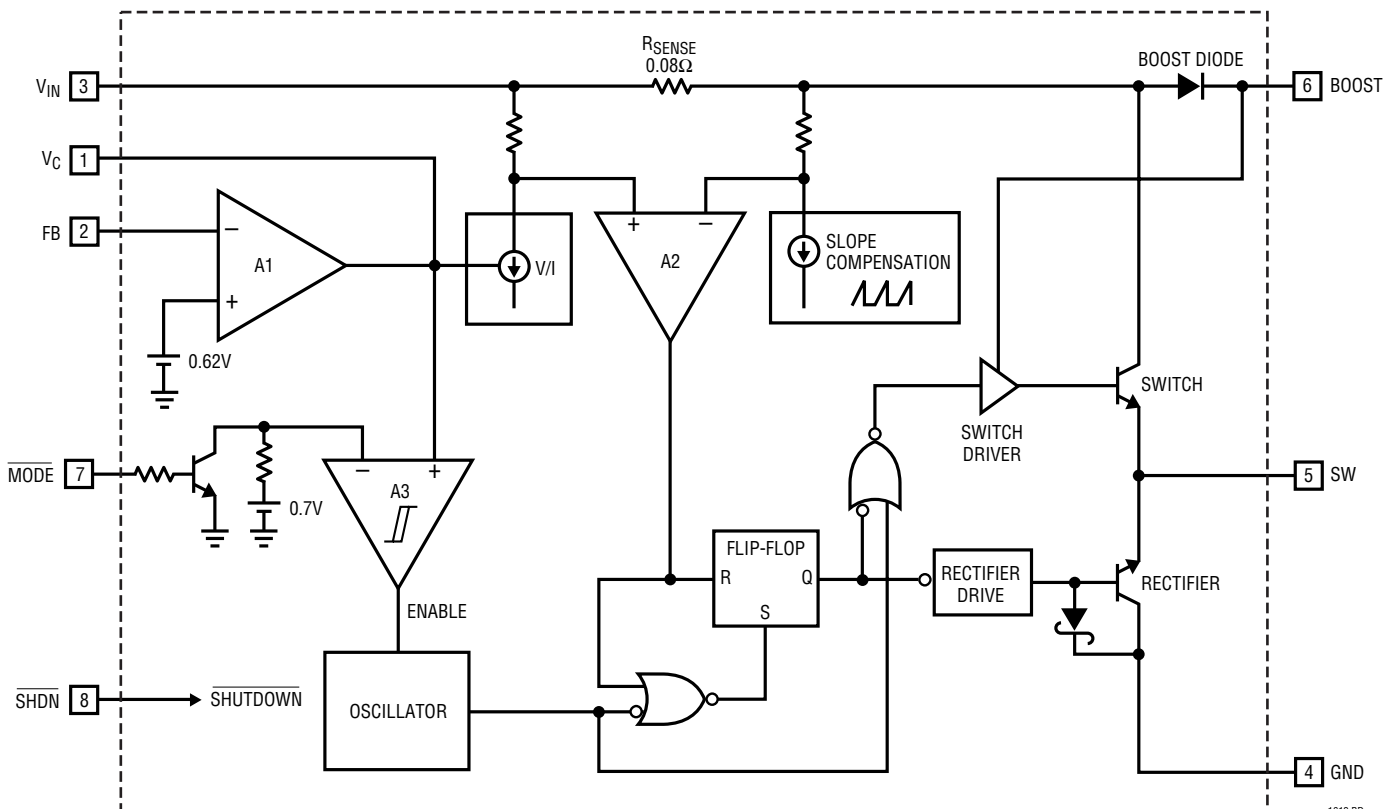 RSENSE
0.08Ω
BOOST DIODE
VIN 3
6 BOOST
VC 1
FB 2
−
A1
+
0.62V
V/I
+
−
A2
SLOPE
COMPENSATION
SWITCH
SWITCH
DRIVER
MODE 7
0.7V
−
+
A3
5 SW
FLIP-FLOP
R
Q
S
RECTIFIER
DRIVE
RECTIFIER
ENABLE
SHDN 8
SHUTDOWN
OSCILLATOR
4 GND